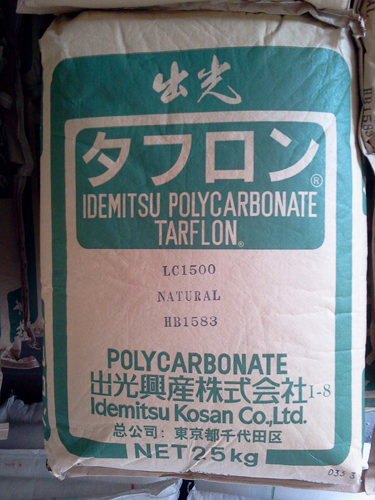 出光
タフロン®
IDEMITSU POLYCARBONATE
TARFLON®
LC1500
NATURAL
HB1583
POLYCARBONATE
出光興産株式会社1-8
Idemitsu Kosan Co.,Ltd.
总公司: 東京都千代田区
NET 25kg
HB1583